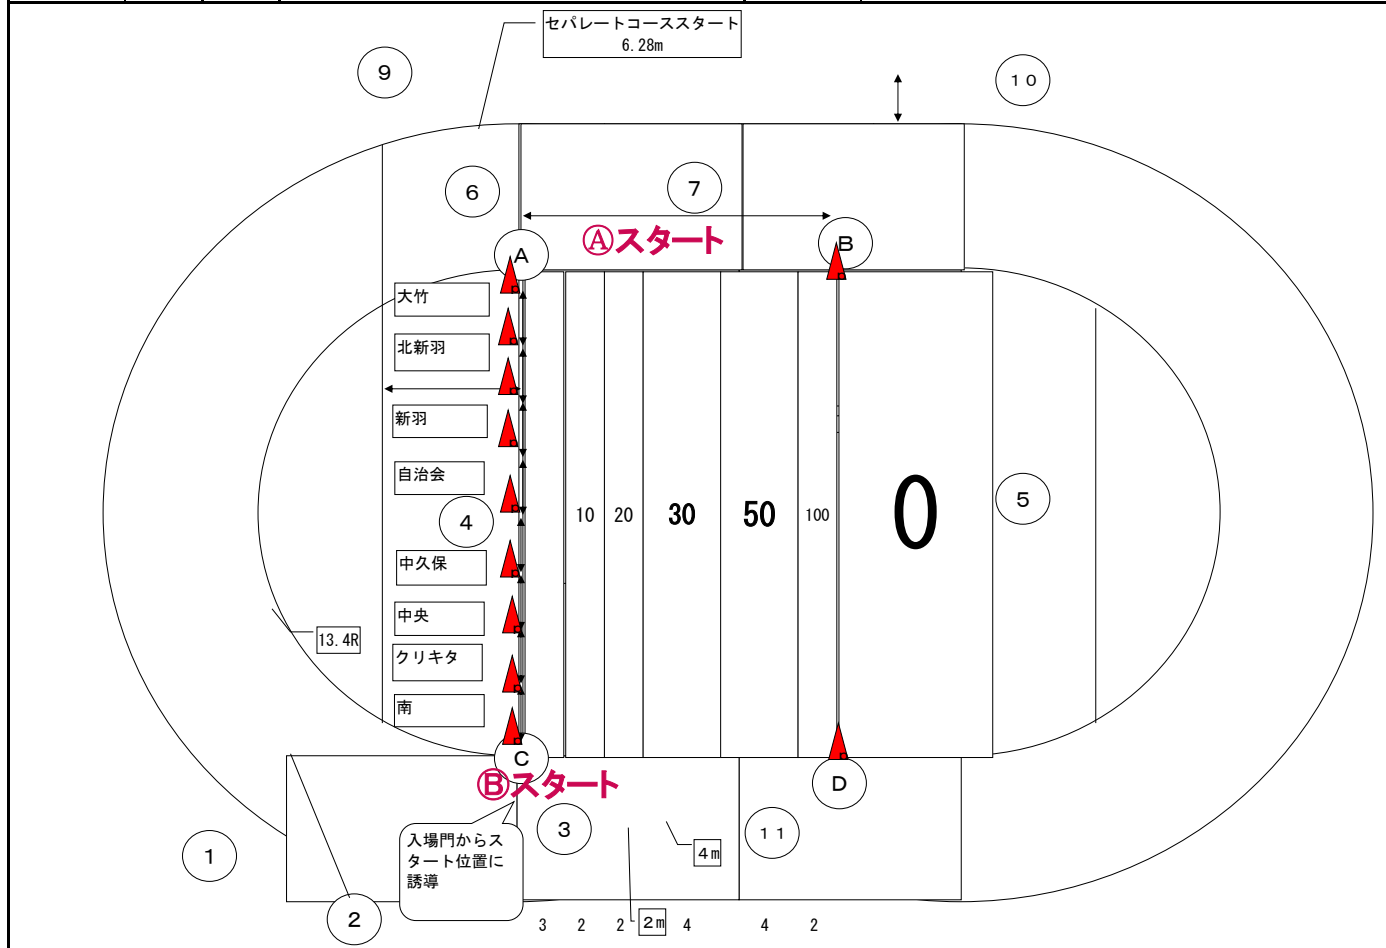 セパレートコーススタート
6.28m
9
10
6
7
Ⓐスタート
A
B
大竹
北新羽
新羽
自治会
4
10
20
30
50
100
0
5
中久保
中央
13.4R
クリキタ
南
C
Ⓑスタート
D
入場門からス
タート位置に
誘導
3
11
4m
1
2
3
2
2
2m
4
4
2